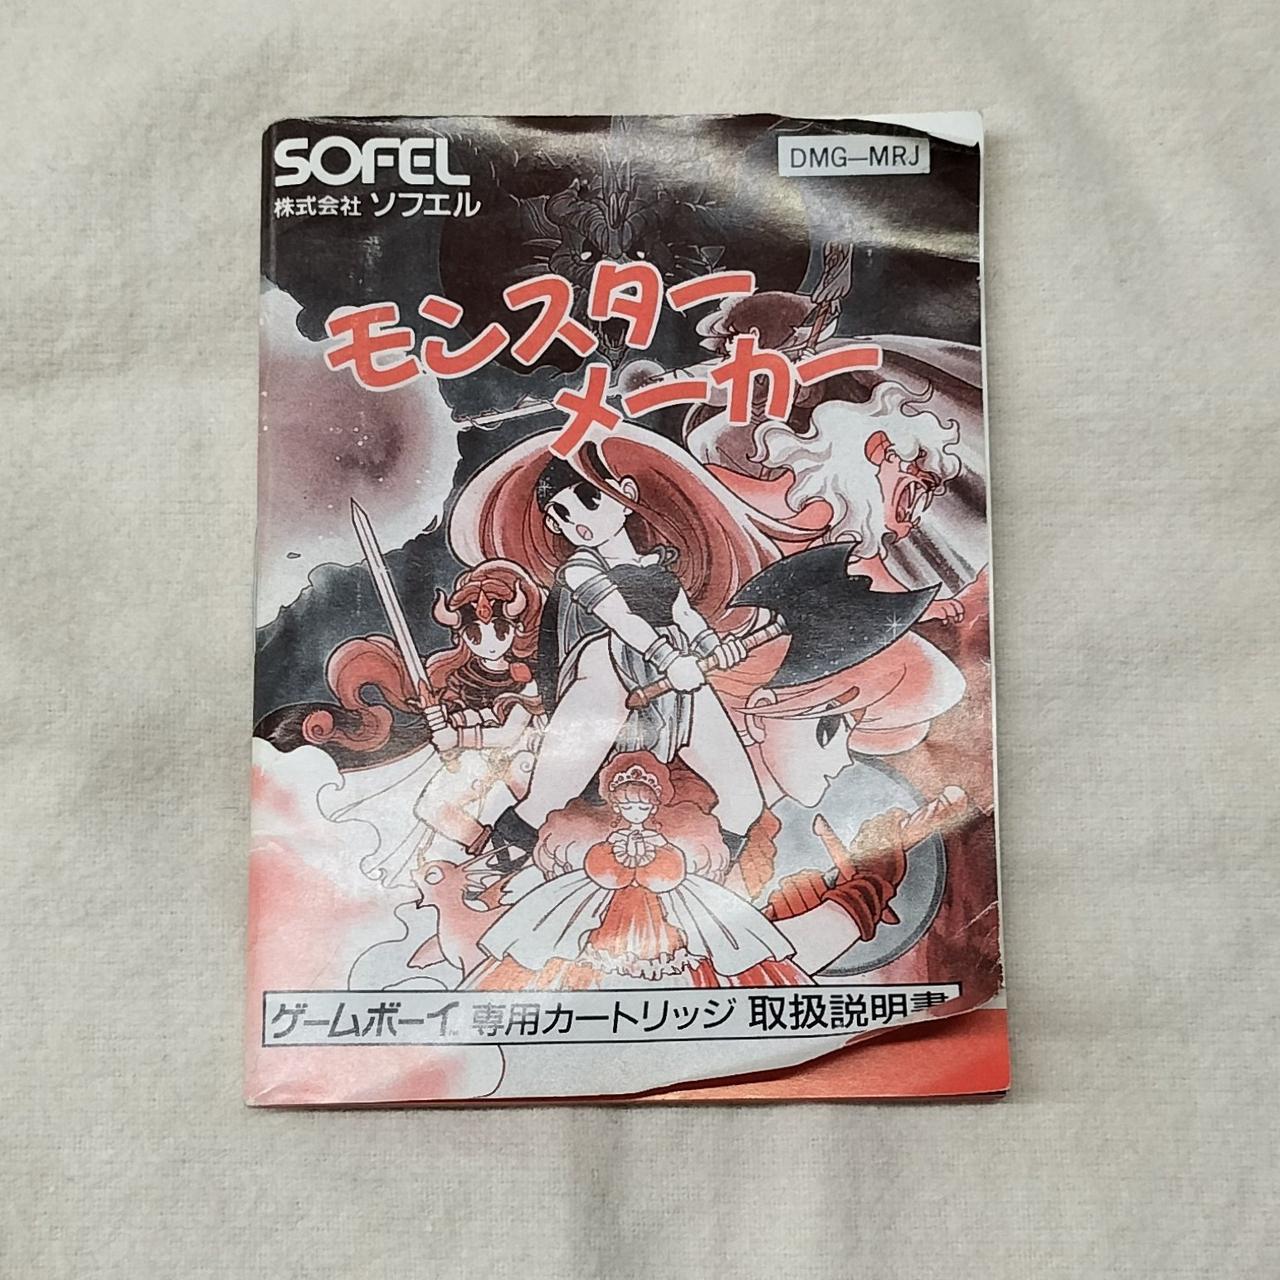 SOFEL
株式会社 ソフエル
DMG-MRJ
モンスター
メーカー
ゲームボーイ™ 専用カートリッジ 取扱説明書